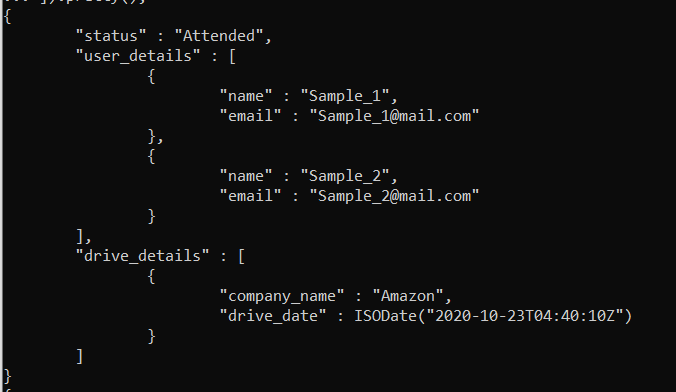 ... ]).pretty();
{
"status" : "Attended",
"user_details" : [
{
"name" : "Sample_1",
"email" : "Sample_1@mail.com"
},
{
"name" : "Sample_2",
"email" : "Sample_2@mail.com"
}
],
"drive_details" : [
{
"company_name" : "Amazon",
"drive_date" : ISODate("2020-10-23T04:40:10Z")
}
]
}
{